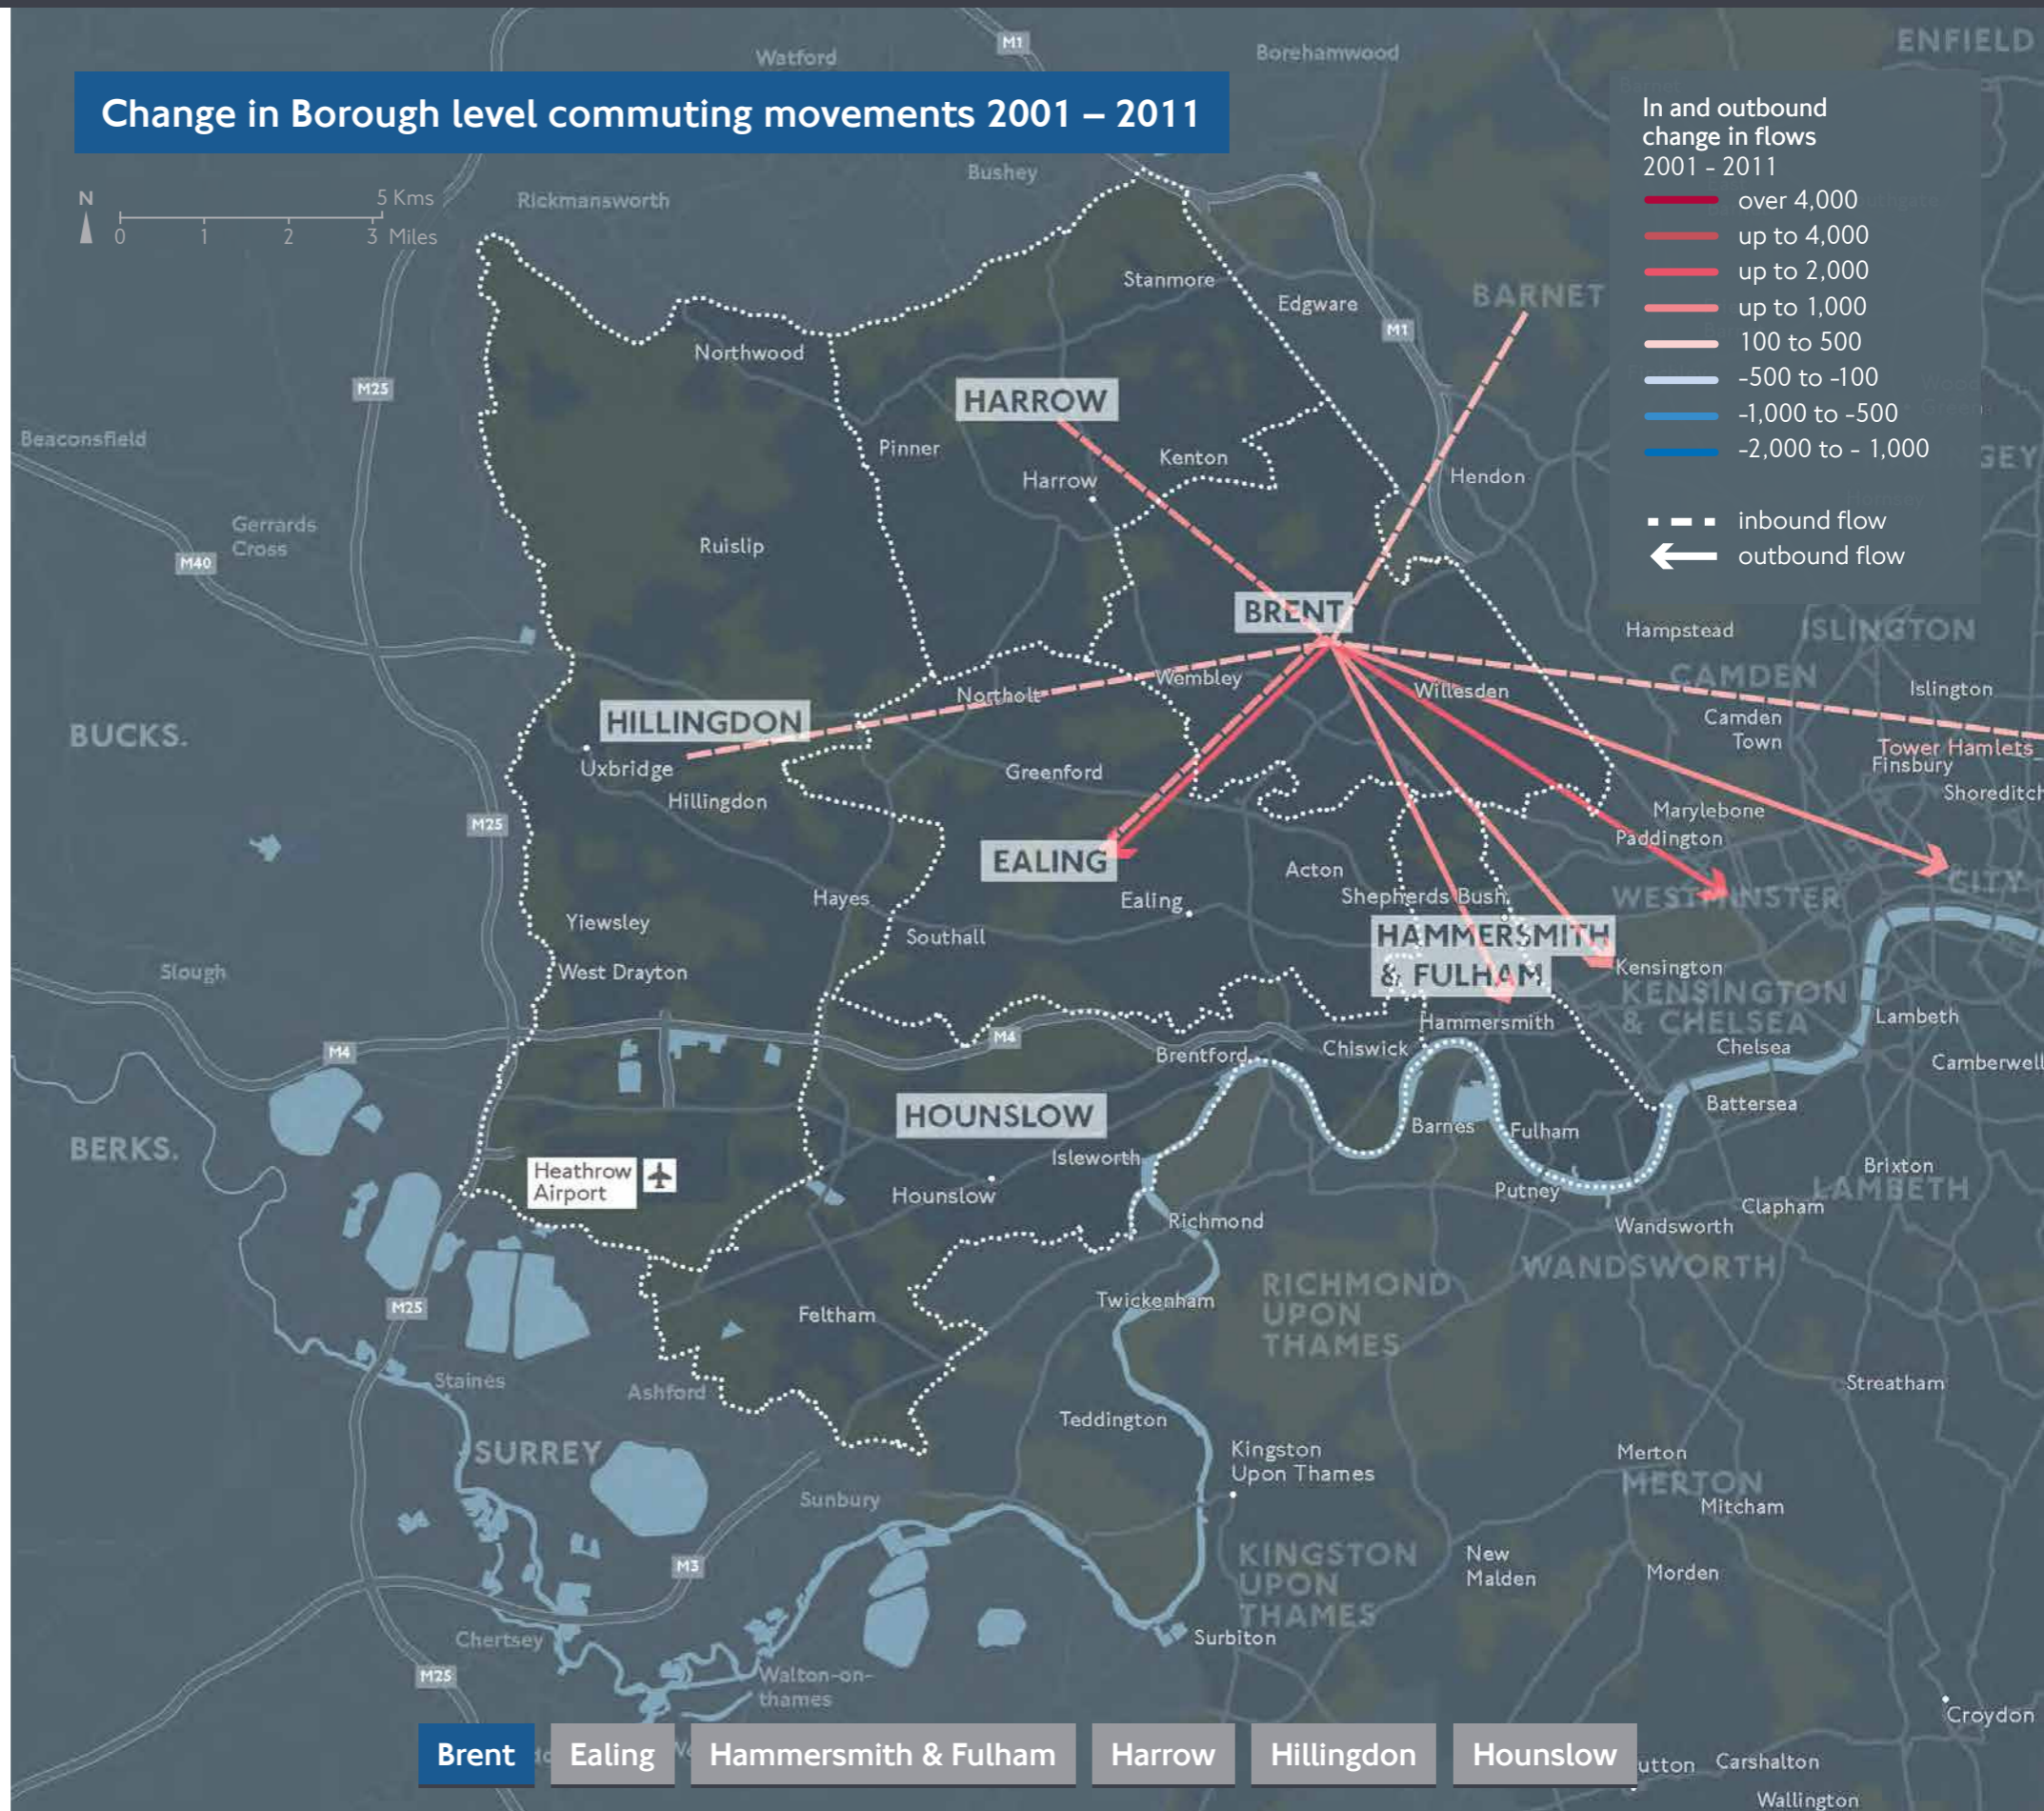 Change in Borough level commuting movements 2001 – 2011
N
5 Kms
0 1 2 3 Miles
In and outbound
change in flows
2001 - 2011
over 4,000
up to 4,000
up to 2,000
up to 1,000
100 to 500
-500 to -100
-1,000 to -500
-2,000 to - 1,000
inbound flow
outbound flow
ENFIELD
Watford
M1
Borehamwood
Bushey
Rickmansworth
Stanmore
Edgware
BARNET
M1
Northwood
M25
HARROW
Beaconsfield
Pinner
Kenton
Harrow
Hendon
Gerrards
Cross
M40
Ruislip
BRENT
Hampstead
ISLINGTON
CAMDEN
Wembley
Willesden
Islington
Northolt
HILLINGDON
Camden
Town
BUCKS.
Tower Hamlets
Finsbury
Uxbridge
Greenford
Shoreditch
Hillingdon
Marylebone
M25
Paddington
EALING
Acton
CITY
Hayes
Ealing
Shepherds Bush
WESTMINSTER
Yiewsley
Southall
HAMMERSMITH
& FULHAM
Slough
West Drayton
Kensington
KENSINGTON
& CHELSEA
Hammersmith
Lambeth
M4
M4
Brentford
Chiswick
Chelsea
Camberwell
HOUNSLOW
Battersea
BERKS.
Barnes
Fulham
Isleworth
Heathrow
Airport
Hounslow
Brixton
LAMBETH
Putney
Clapham
Richmond
Wandsworth
WANDSWORTH
M25
Twickenham
RICHMOND
UPON
THAMES
Feltham
Staines
Ashford
Streatham
Teddington
SURREY
Kingston
Upon Thames
Merton
MERTON
Mitcham
Sunbury
M3
KINGSTON
UPON
THAMES
New
Malden
Morden
Chertsey
Surbiton
M25
Walton-on-
thames
Croydon
Brent
Ealing
Hammersmith & Fulham
Harrow
Hillingdon
Hounslow
utton
Carshalton
Wallington